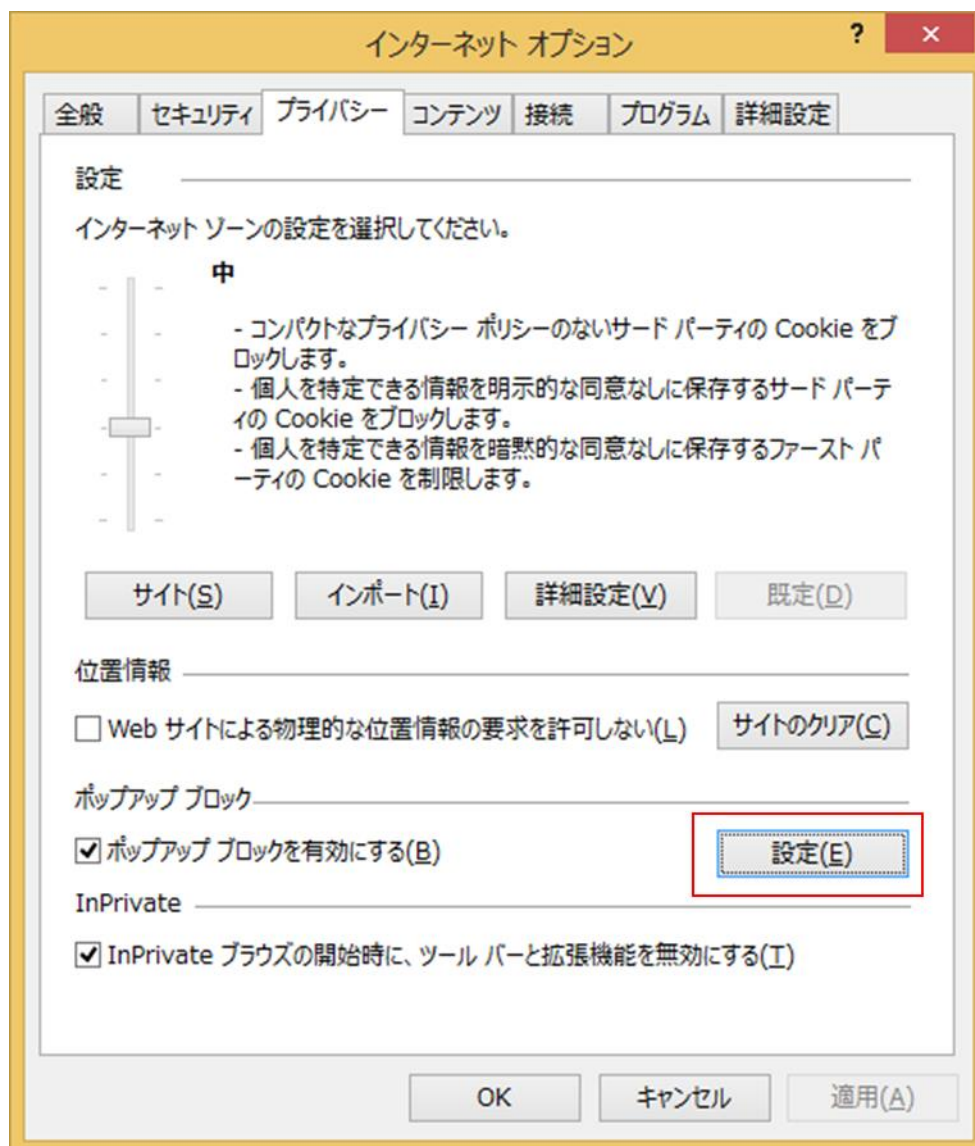 インターネット オプション
?
×
全般 セキュリティ プライバシー コンテンツ 接続 プログラム 詳細設定
設定
インターネット ゾーンの設定を選択してください。
中
- コンパクトなプライバシー ポリシーのないサード パーティの Cookie をブ
ロックします。
- 個人を特定できる情報を明示的な同意なしに保存するサード パーテ
ィの Cookie をブロックします。
- 個人を特定できる情報を暗黙的な同意なしに保存するファースト パ
ーティの Cookie を制限します。
サイト(S) インポート(I) 詳細設定(V) 既定(D)
位置情報
Web サイトによる物理的な位置情報の要求を許可しない(L) サイトのクリア(C)
ポップアップ ブロック
ポップアップ ブロックを有効にする(B) 設定(E)
InPrivate
InPrivate ブラウズの開始時に、ツール バーと拡張機能を無効にする(T)
OK キャンセル 適用(A)